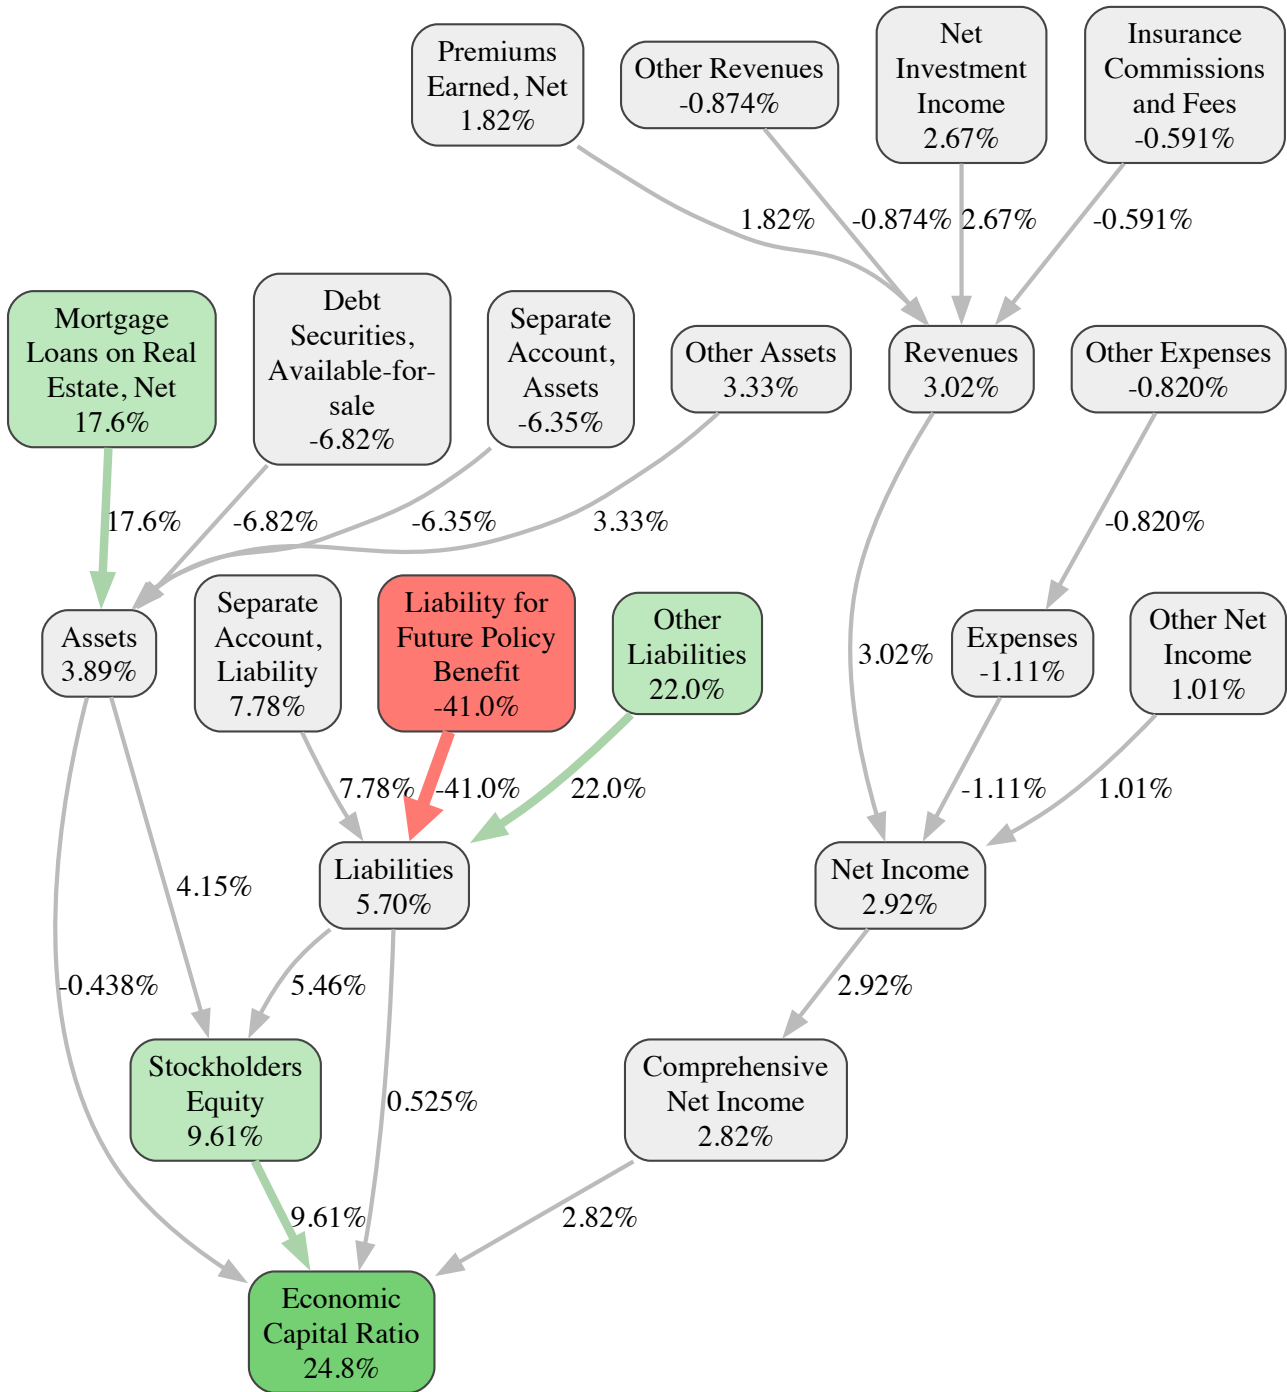 Premiums
Earned, Net
1.82%
Other Revenues
-0.874%
Net
Investment
Income
2.67%
Insurance
Commissions
and Fees
-0.591%
1.82%
-0.874%
2.67%
-0.591%
Mortgage
Loans on Real
Estate, Net
17.6%
Debt
Securities,
Available-for-
sale
-6.82%
Separate
Account,
Assets
-6.35%
Other Assets
3.33%
Revenues
3.02%
Other Expenses
-0.820%
17.6%
-6.82%
-6.35%
3.33%
-0.820%
Assets
3.89%
Separate
Account,
Liability
7.78%
Liability for
Future Policy
Benefit
-41.0%
Other
Liabilities
22.0%
3.02%
Expenses
-1.11%
Other Net
Income
1.01%
7.78%
-41.0%
22.0%
-1.11%
1.01%
4.15%
Liabilities
5.70%
Net Income
2.92%
-0.438%
5.46%
2.92%
Stockholders
Equity
9.61%
0.525%
Comprehensive
Net Income
2.82%
9.61%
2.82%
Economic
Capital Ratio
24.8%